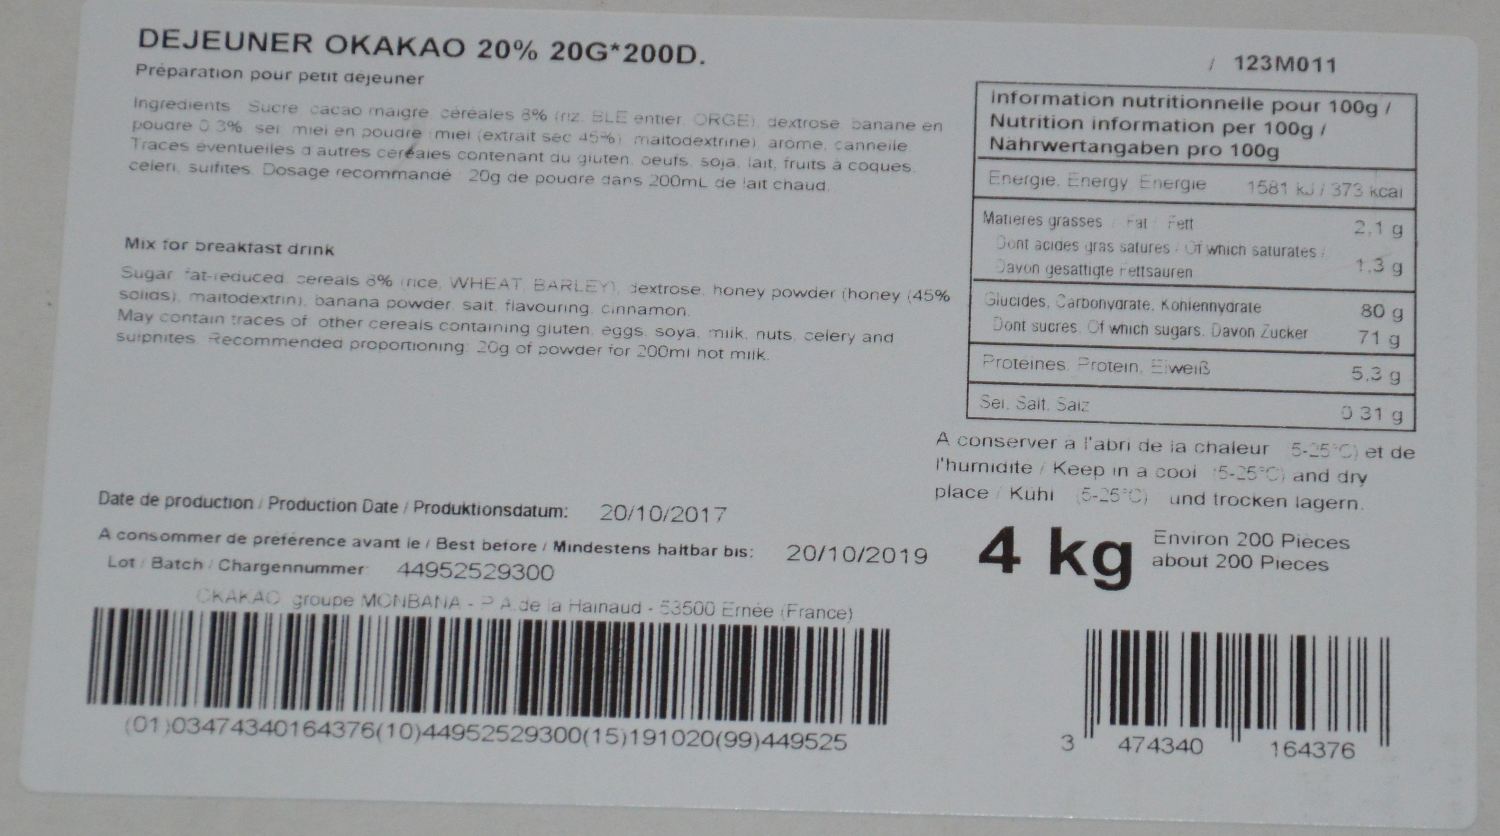 DEJEUNER OKAKAO 20% 20G*200D.
Préparation pour petit déjeuner
Ingrédients Sucre cacao maigre céréales 8% (riz. BLE entier. ORGE). dextrose banane en
poudre 0.3% sel miel en poudre (miel (extrait sec 45%) maltodextrine) arôme. cannelle
Traces éventuelles d autres céréales contenant du gluten. oeufs. soja. lait, fruits à coques.
celeri, sulfites. Dosage recommandé 20g de poudre dans 200mL de lait chaud.
Mix for breakfast drink
Sugar fat-reduced cereals 8% (rice, WHEAT BARLEY), dextrose. honey powder (honey (45%
solids), maltodextrin), banana powder. salt. flavouring. cinnamon.
May contain traces of other cereals containing gluten, eggs. soya. milk, nuts, celery and
sulphites Recommended proportioning: 20g of powder for 200ml hot milk.
/ 123M011
Information nutritionnelle pour 100g /
Nutrition information per 100g /
Nährwertangaben pro 100g
Energie. Energy Energie 1581 kJ / 373 kcal
Matières grasses / Fat / Fett 2,1 g
Dont acides gras saturés / Of which saturates /
Davon gesättigte Fettsäuren 1,3 g
Glucides, Carbohydrate, Kohlenhydrate 80 g
Dont sucres. Of which sugars. Davon Zucker 71 g
Protéines. Protein. Eiweiß 5,3 g
Sel. Salt. Salz 0 31 g
A conserver à l'abri de la chaleur 5-25°C) et de
l'humidité / Keep in a cool (5-25°C) and dry
place / Kühl (5-25°C) und trocken lagern.
Date de production / Production Date / Produktionsdatum: 20/10/2017
A consommer de préférence avant le / Best before / Mindestens haltbar bis: 20/10/2019
Lot / Batch / Chargennummer 44952529300
4 kg
Environ 200 Pièces
about 200 Pieces
OKAKAO groupe MONBANA - P A.de la Hainaud - 53500 Ernée (France)
(01)03474340164376(10)44952529300(15)191020(99)449525
3 474340 164376